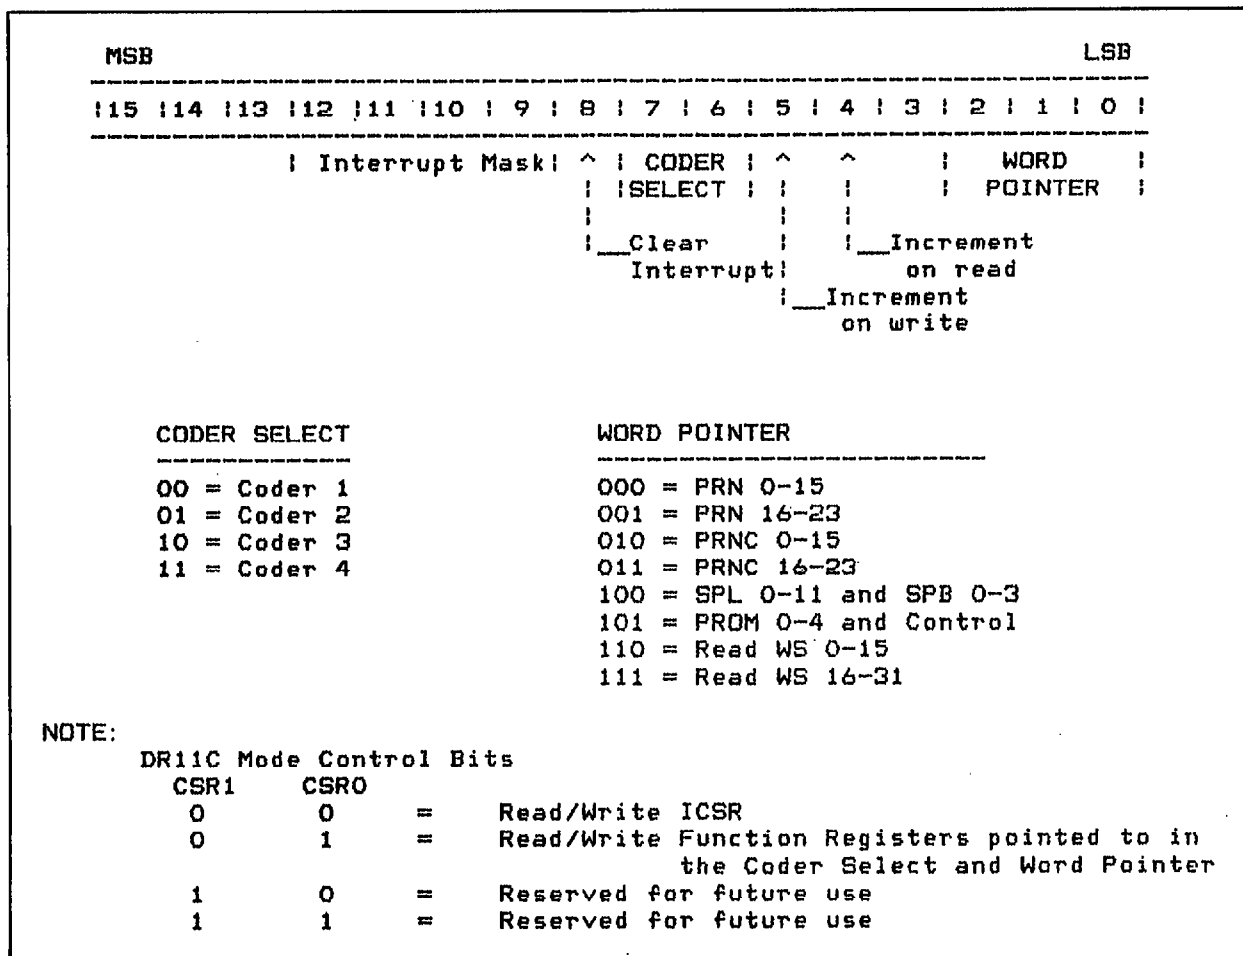 MSB LSB
|15 |14 |13 |12 |11 |10 | 9 | 8 | 7 | 6 | 5 | 4 | 3 | 2 | 1 | 0 |
| Interrupt Mask| ^ | CODER | ^ ^ | WORD |
| |SELECT | | | | POINTER |
| | |
|__Clear | |__Increment
Interrupt| on read
|__Increment
on write
CODER SELECT WORD POINTER
00 = Coder 1 000 = PRN 0-15
01 = Coder 2 001 = PRN 16-23
10 = Coder 3 010 = PRNC 0-15
11 = Coder 4 011 = PRNC 16-23
100 = SPL 0-11 and SPB 0-3
101 = PROM 0-4 and Control
110 = Read WS 0-15
111 = Read WS 16-31
NOTE:
DR11C Mode Control Bits
CSR1 CSR0
0 0 = Read/Write ICSR
0 1 = Read/Write Function Registers pointed to in
the Coder Select and Word Pointer
1 0 = Reserved for future use
1 1 = Reserved for future use